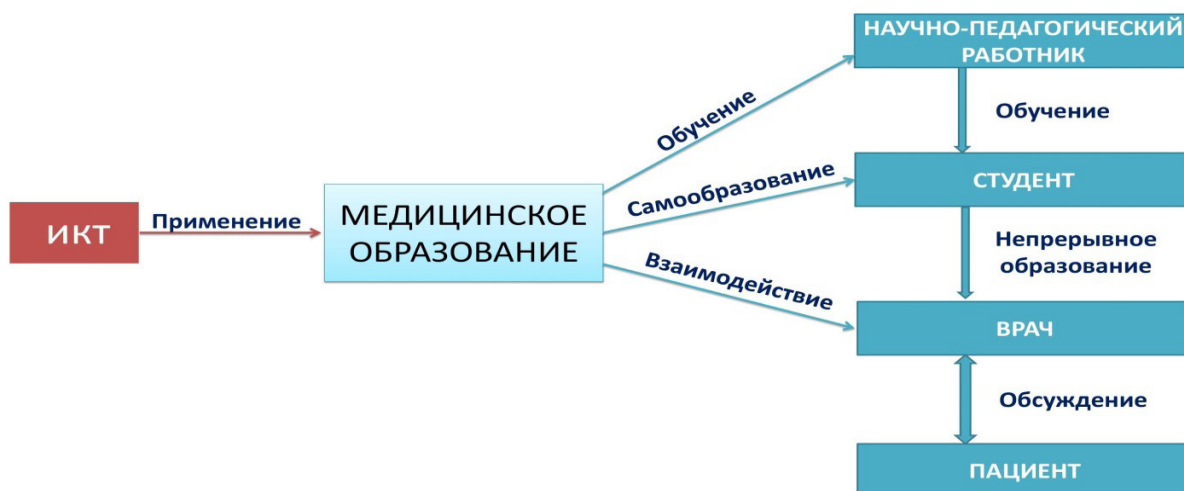 НАУЧНО-ПЕДАГОГИЧЕСКИЙ
РАБОТНИК
Обучение
Обучение
Самообразование
СТУДЕНТ
ИКТ
Применение
МЕДИЦИНСКОЕ
ОБРАЗОВАНИЕ
Непрерывное
образование
Взаимодействие
ВРАЧ
Обсуждение
ПАЦИЕНТ